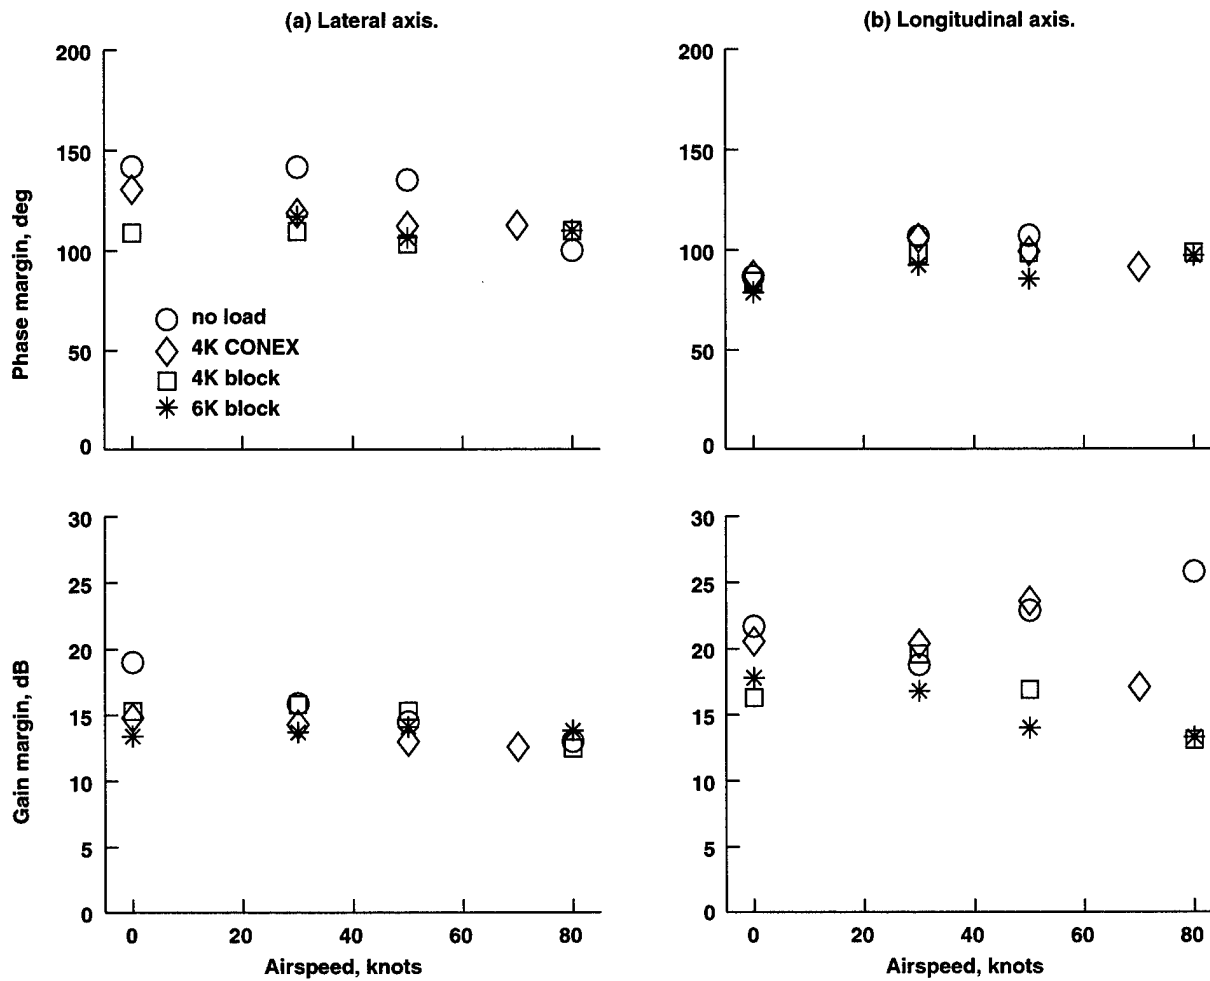 (a) Lateral axis.
(b) Longitudinal axis.
200
150
100
50
0
Phase margin, deg
no load
4K CONEX
4K block
6K block
200
150
100
50
0
30
25
20
15
10
5
0
Gain margin, dB
0 20 40 60 80
Airspeed, knots
30
25
20
15
10
5
0
0 20 40 60 80
Airspeed, knots